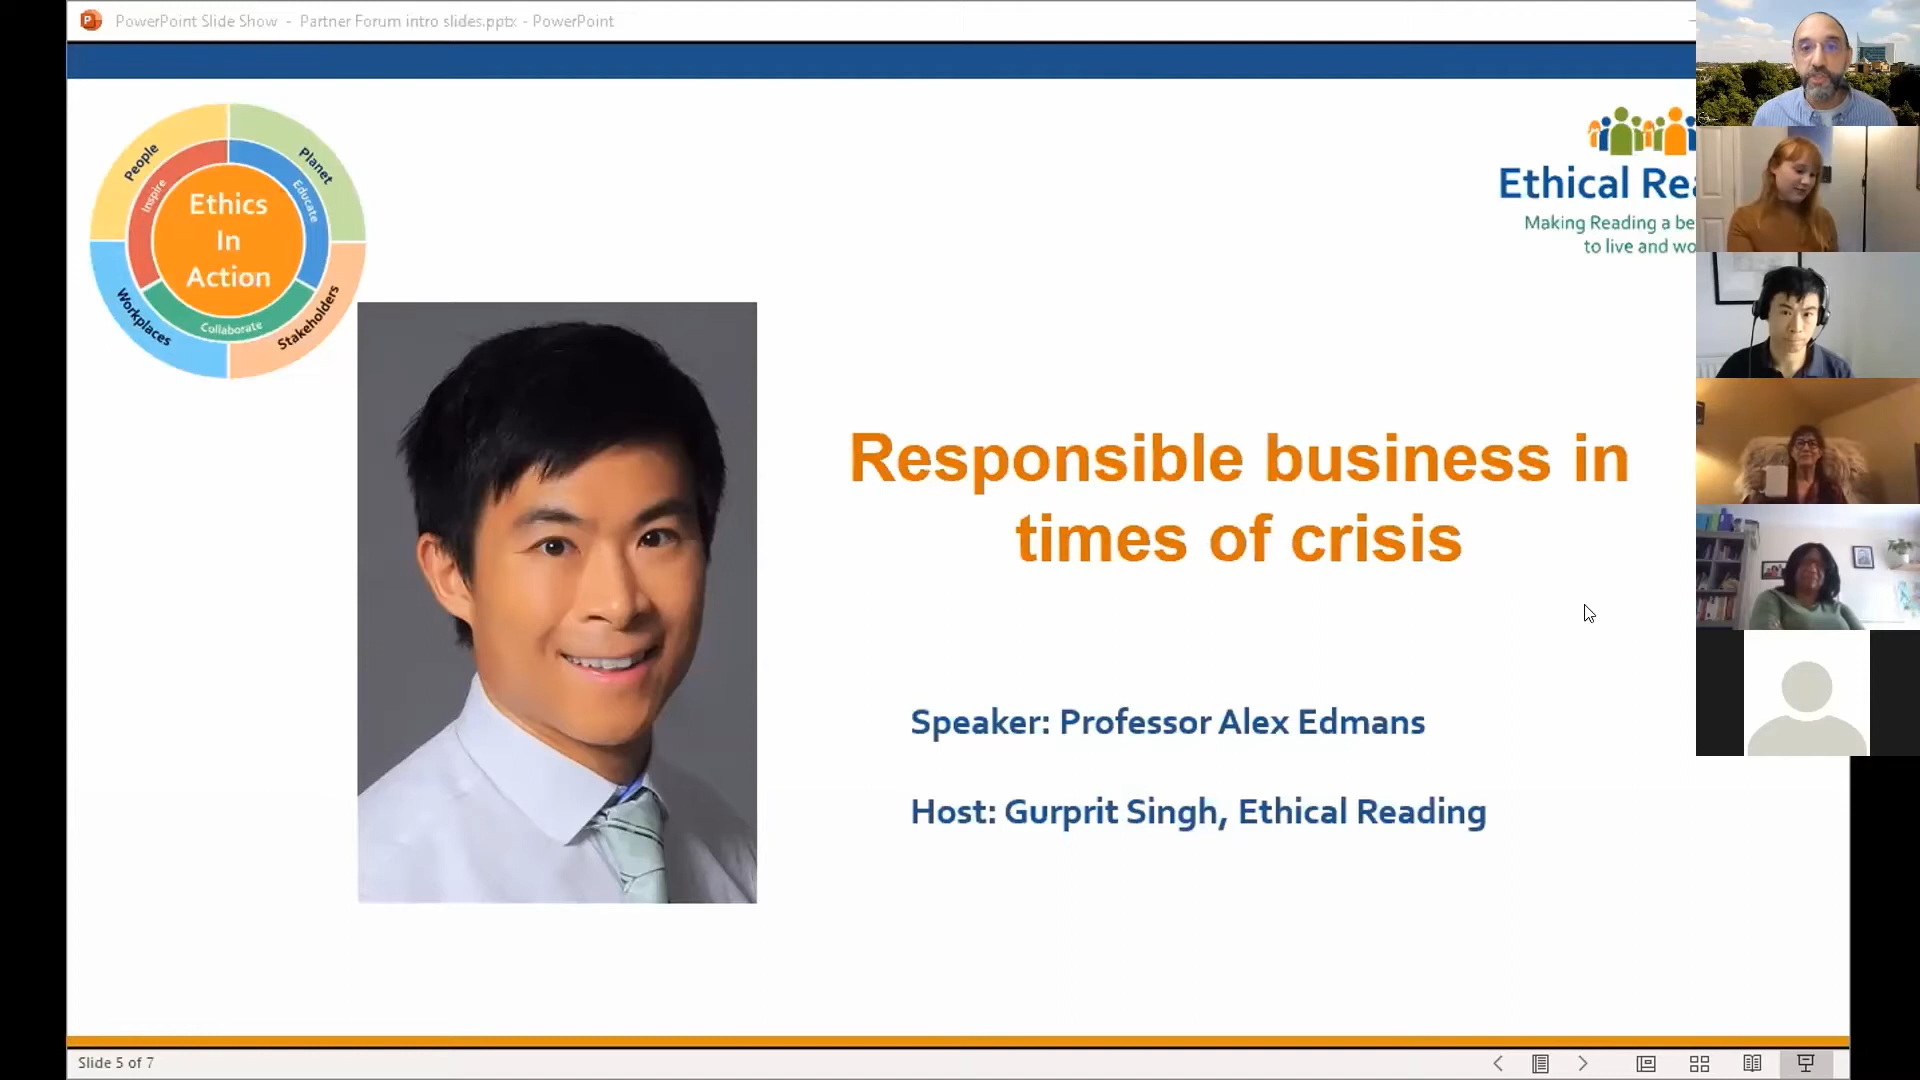 PowerPoint Slide Show - Partner Forum intro slides.pptx - PowerPoint
People
Planet
Inspire
Educate
Ethics
In
Action
Workplaces
Collaborate
Stakeholders
Ethical Rea
Making Reading a be
to live and wo
Responsible business in
times of crisis
Speaker: Professor Alex Edmans
Host: Gurprit Singh, Ethical Reading
Slide 5 of 7